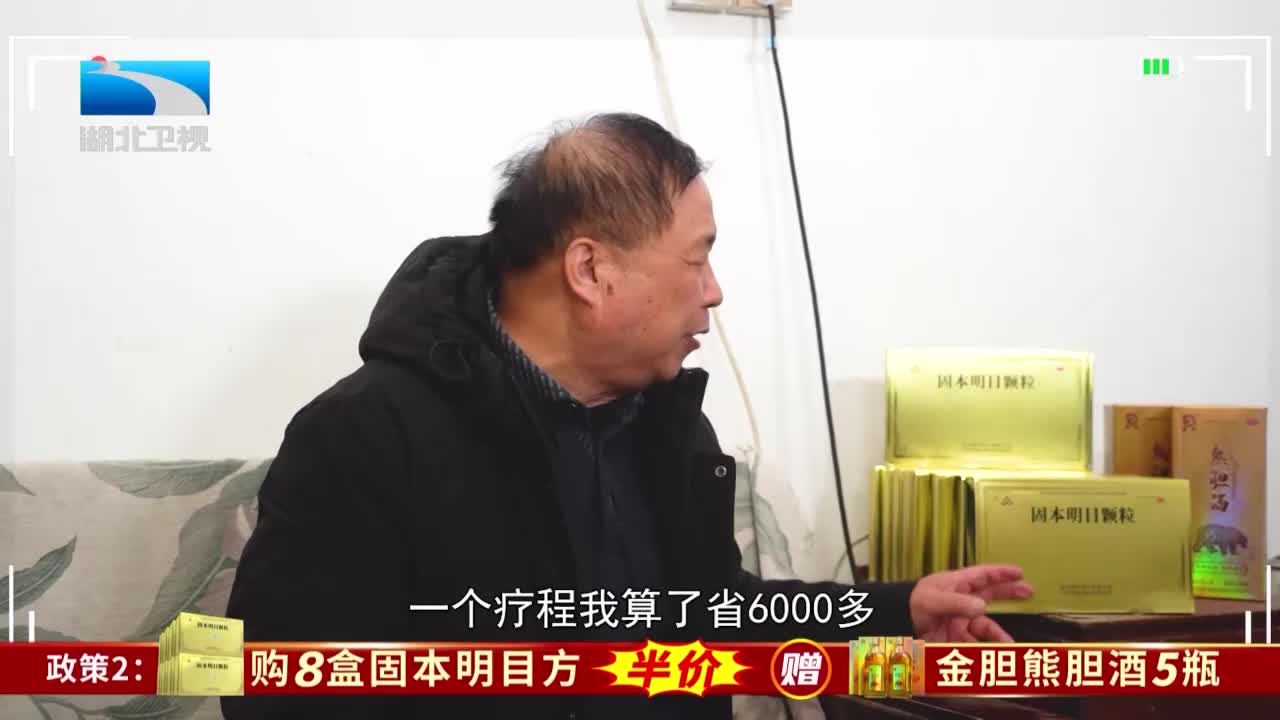 湖北卫视
固本明目颗粒
固本明目颗粒
熊胆酒
一个疗程我算了省6000多
政策2：
购8盒固本明目方
半价
赠
金胆熊胆酒5瓶